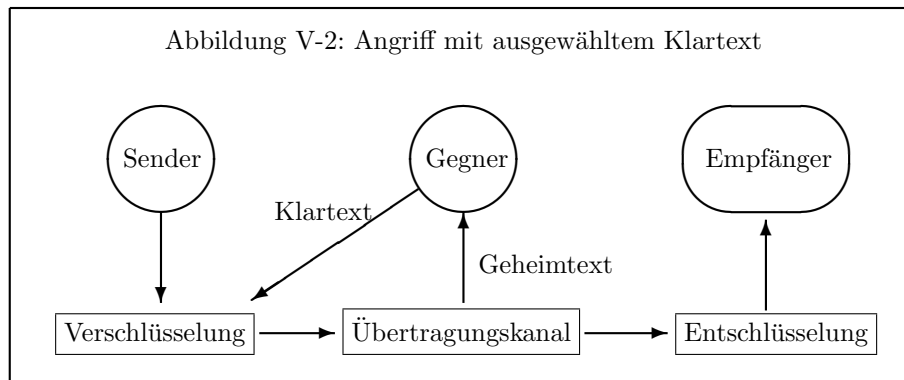 Abbildung V-2: Angriff mit ausgewähltem Klartext
Sender
Gegner
Empfänger
Klartext
Geheimtext
Verschlüsselung
Übertragungskanal
Entschlüsselung